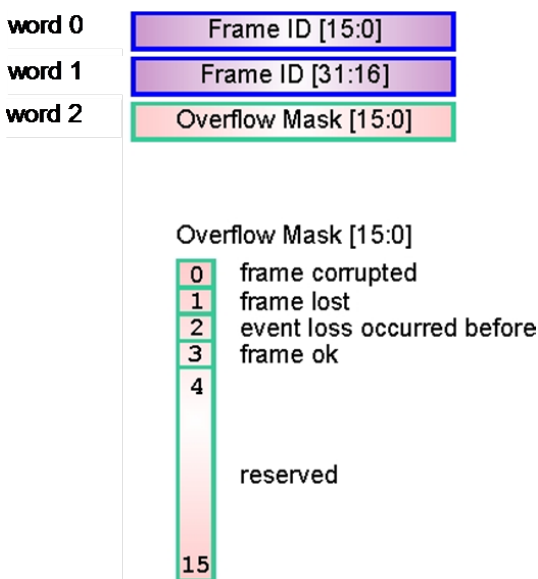 word 0 Frame ID [15:0]
word 1 Frame ID [31:16]
word 2 Overflow Mask [15:0]
Overflow Mask [15:0]
0 frame corrupted
1 frame lost
2 event loss occurred before
3 frame ok
4
reserved
15